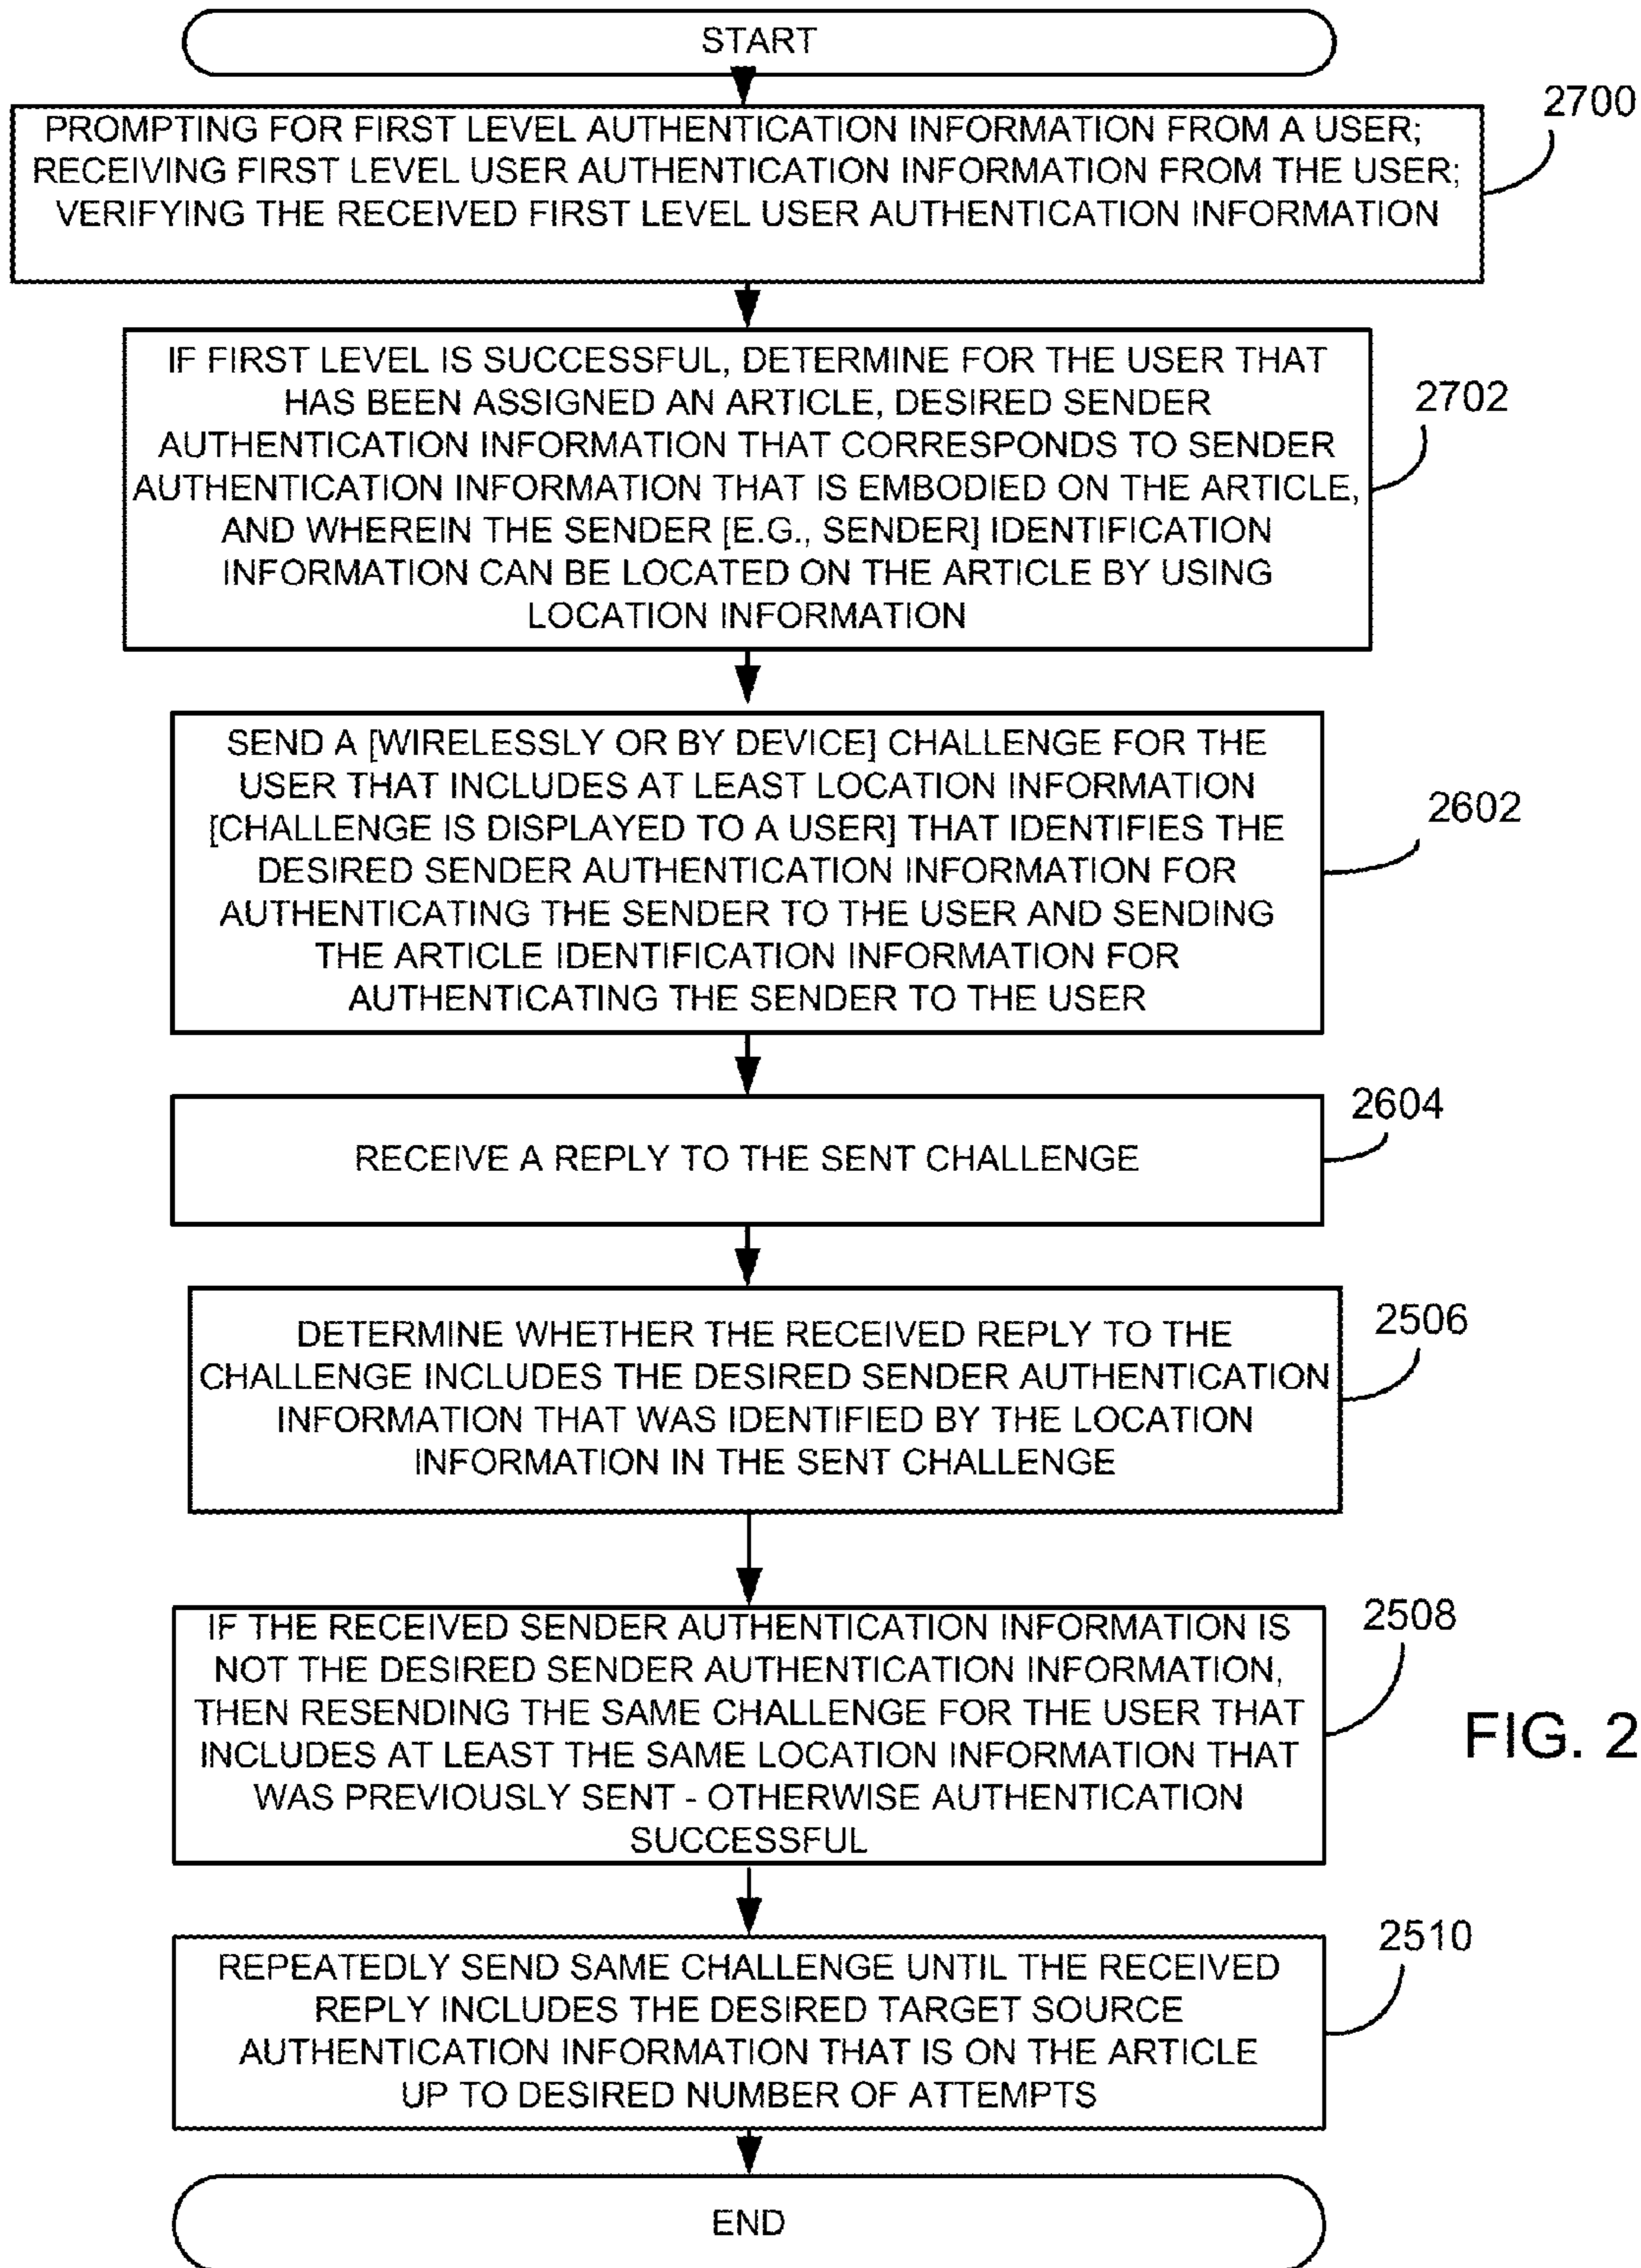 START
2700
PROMPTING FOR FIRST LEVEL AUTHENTICATION INFORMATION FROM A USER;
RECEIVING FIRST LEVEL USER AUTHENTICATION INFORMATION FROM THE USER;
VERIFYING THE RECEIVED FIRST LEVEL USER AUTHENTICATION INFORMATION
IF FIRST LEVEL IS SUCCESSFUL, DETERMINE FOR THE USER THAT
HAS BEEN ASSIGNED AN ARTICLE, DESIRED SENDER
AUTHENTICATION INFORMATION THAT CORRESPONDS TO SENDER
AUTHENTICATION INFORMATION THAT IS EMBODIED ON THE ARTICLE,
AND WHEREIN THE SENDER [E.G., SENDER] IDENTIFICATION
INFORMATION CAN BE LOCATED ON THE ARTICLE BY USING
LOCATION INFORMATION
2702
SEND A [WIRELESSLY OR BY DEVICE] CHALLENGE FOR THE
USER THAT INCLUDES AT LEAST LOCATION INFORMATION
[CHALLENGE IS DISPLAYED TO A USER] THAT IDENTIFIES THE
DESIRED SENDER AUTHENTICATION INFORMATION FOR
AUTHENTICATING THE SENDER TO THE USER AND SENDING
THE ARTICLE IDENTIFICATION INFORMATION FOR
AUTHENTICATING THE SENDER TO THE USER
2602
RECEIVE A REPLY TO THE SENT CHALLENGE
2604
DETERMINE WHETHER THE RECEIVED REPLY TO THE
CHALLENGE INCLUDES THE DESIRED SENDER AUTHENTICATION
INFORMATION THAT WAS IDENTIFIED BY THE LOCATION
INFORMATION IN THE SENT CHALLENGE
2506
IF THE RECEIVED SENDER AUTHENTICATION INFORMATION IS
NOT THE DESIRED SENDER AUTHENTICATION INFORMATION,
THEN RESENDING THE SAME CHALLENGE FOR THE USER THAT
INCLUDES AT LEAST THE SAME LOCATION INFORMATION THAT
WAS PREVIOUSLY SENT - OTHERWISE AUTHENTICATION
SUCCESSFUL
2508
FIG. 2
REPEATEDLY SEND SAME CHALLENGE UNTIL THE RECEIVED
REPLY INCLUDES THE DESIRED TARGET SOURCE
AUTHENTICATION INFORMATION THAT IS ON THE ARTICLE
UP TO DESIRED NUMBER OF ATTEMPTS
2510
END